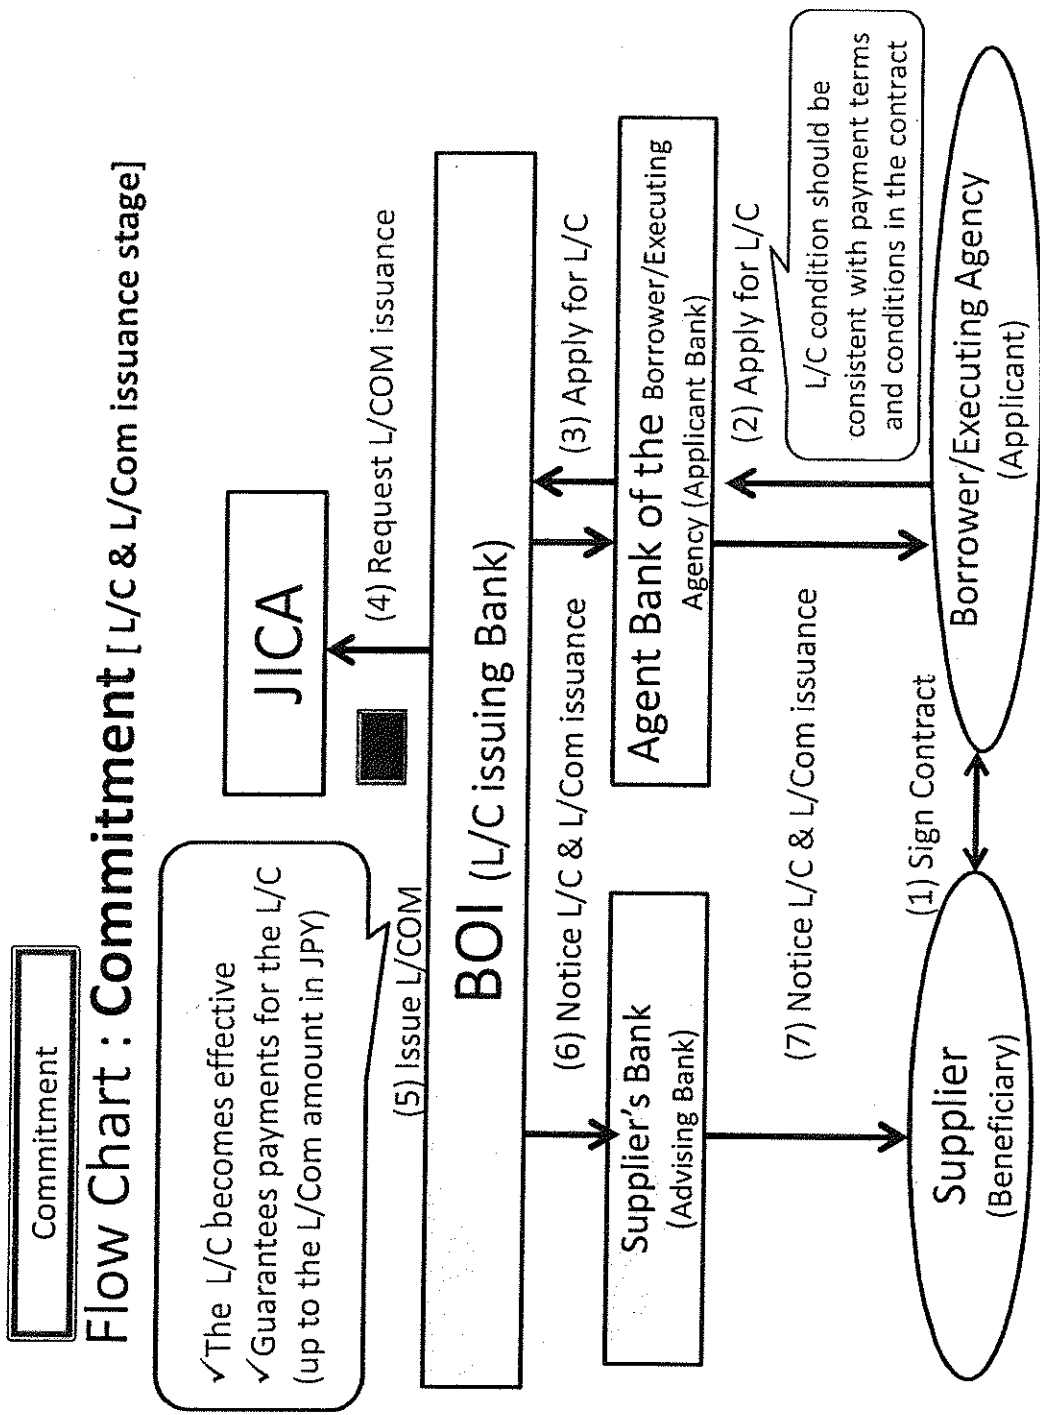 Commitment
Flow Chart : Commitment [ L/C & L/Com issuance stage]
✓The L/C becomes effective
✓Guarantees payments for the L/C
(up to the L/Com amount in JPY)
JICA
(5) Issue L/COM
(4) Request L/COM issuance
BOI (L/C issuing Bank)
(6) Notice L/C & L/Com issuance
(3) Apply for L/C
Supplier's Bank
(Advising Bank)
Agent Bank of the Borrower/Executing
Agency (Applicant Bank)
(7) Notice L/C & L/Com issuance
(2) Apply for L/C
L/C condition should be
consistent with payment terms
and conditions in the contract
(1) Sign Contract
Supplier
(Beneficiary)
Borrower/Executing Agency
(Applicant)